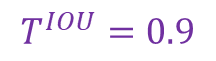 T^{IOU} = 0.9